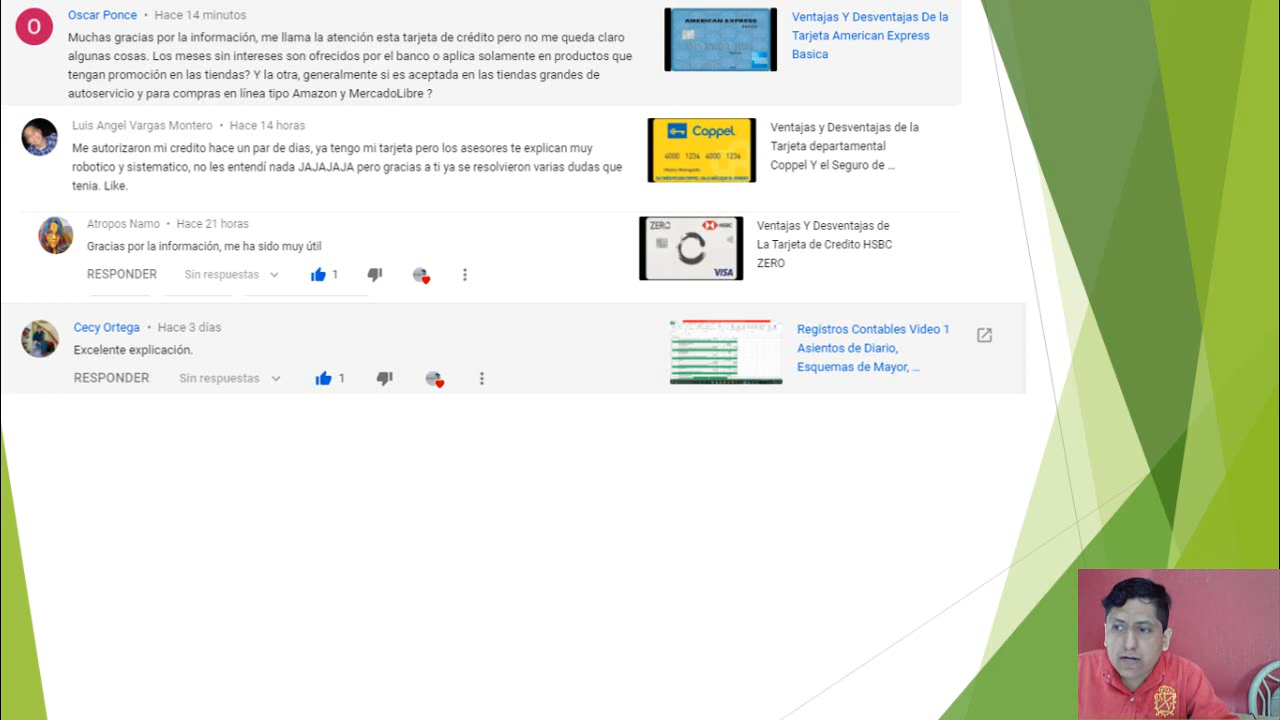 Oscar Ponce • Hace 14 minutos
Muchas gracias por la información, me llama la atención esta tarjeta de crédito pero no me queda claro
algunas cosas. Los meses sin intereses son ofrecidos por el banco o aplica solamente en productos que
tengan promoción en las tiendas? Y la otra, generalmente si es aceptada en las tiendas grandes de
autoservicio y para compras en línea tipo Amazon y MercadoLibre ?
O
AMERICAN EXPRESS
Ventajas Y Desventajas De la
Tarjeta American Express
Basica
Luis Angel Vargas Montero • Hace 14 horas
Me autorizaron mi credito hace un par de dias, ya tengo mi tarjeta pero los asesores te explican muy
robotico y sistematico, no les entendí nada JAJAJAJA pero gracias a ti ya se resolvieron varias dudas que
tenia. Like.
Coppel
4000 1234 4000 1234
Ventajas y Desventajas de la
Tarjeta departamental
Coppel Y el Seguro de ...
Atropos Namo • Hace 21 horas
Gracias por la información, me ha sido muy útil
RESPONDER Sin respuestas 1
ZERO HSBC
VISA
Ventajas Y Desventajas de
La Tarjeta de Credito HSBC
ZERO
Cecy Ortega • Hace 3 días
Excelente explicación.
RESPONDER Sin respuestas 1
Registros Contables Video 1
Asientos de Diario,
Esquemas de Mayor, ...